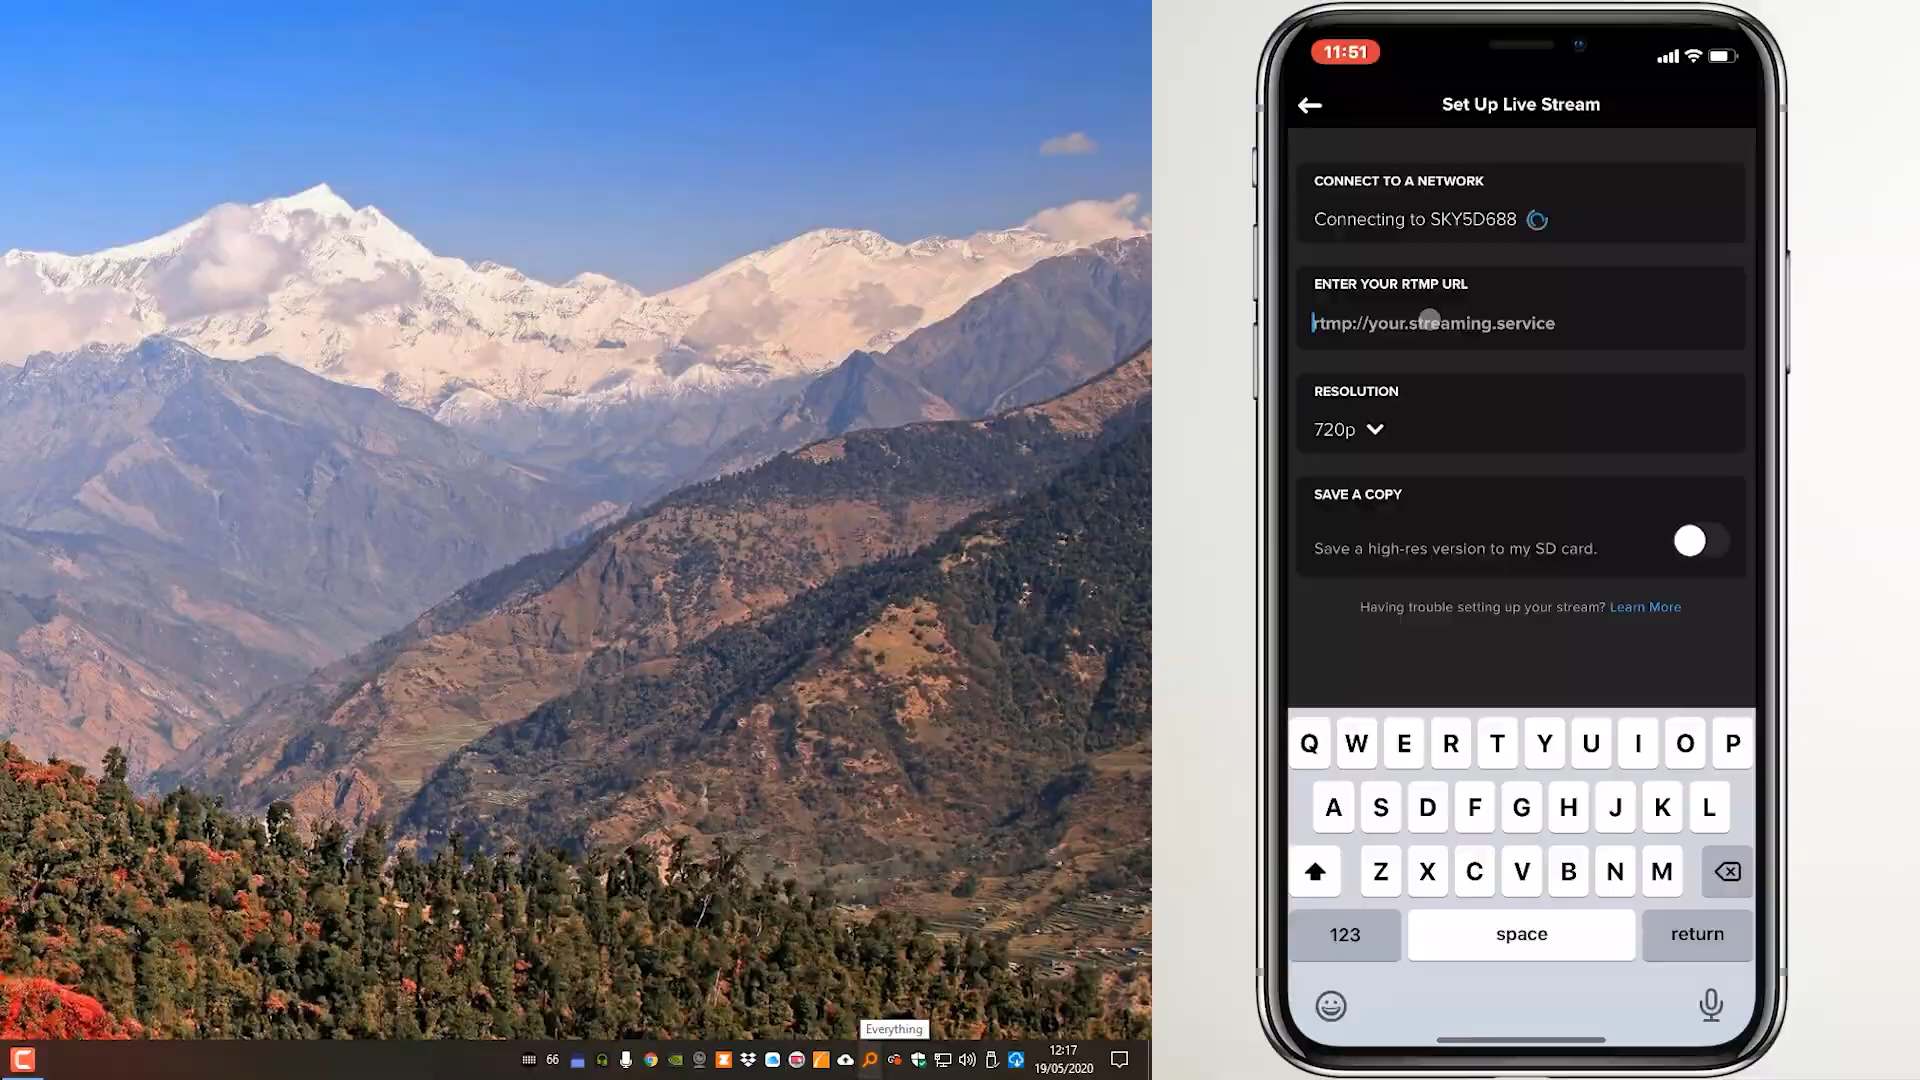 Everything
66
12:17
19/05/2020
11:51
Set Up Live Stream
CONNECT TO A NETWORK
Connecting to SKY5D688
ENTER YOUR RTMP URL
rtmp://your.streaming.service
RESOLUTION
720p
SAVE A COPY
Save a high-res version to my SD card.
Having trouble setting up your stream? Learn More
Q W E R T Y U I O P
A S D F G H J K L
Z X C V B N M
123 space return